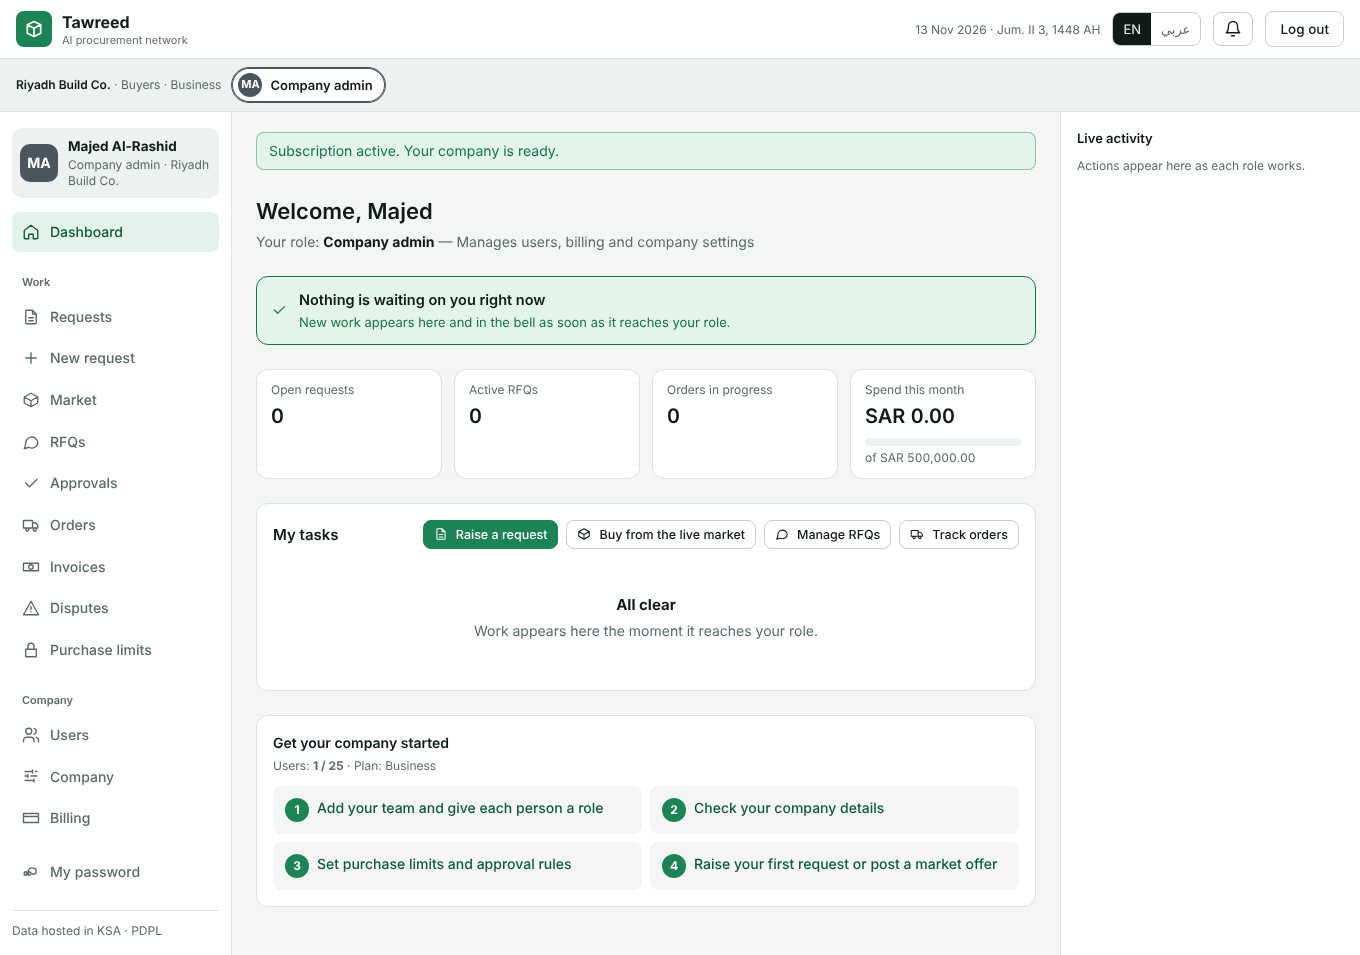 Tawreed
AI procurement network
13 Nov 2026 · Jum. II 3, 1448 AH
EN
عربي
Log out
Riyadh Build Co. · Buyers · Business
MA
Company admin
MA
Majed Al-Rashid
Company admin · Riyadh
Build Co.
Dashboard
Work
Requests
New request
Market
RFQs
Approvals
Orders
Invoices
Disputes
Purchase limits
Company
Users
Company
Billing
My password
Data hosted in KSA · PDPL
Subscription active. Your company is ready.
Welcome, Majed
Your role: Company admin — Manages users, billing and company settings
Nothing is waiting on you right now
New work appears here and in the bell as soon as it reaches your role.
Open requests
0
Active RFQs
0
Orders in progress
0
Spend this month
SAR 0.00
of SAR 500,000.00
My tasks
Raise a request
Buy from the live market
Manage RFQs
Track orders
All clear
Work appears here the moment it reaches your role.
Get your company started
Users: 1 / 25 · Plan: Business
1 Add your team and give each person a role
2 Check your company details
3 Set purchase limits and approval rules
4 Raise your first request or post a market offer
Live activity
Actions appear here as each role works.